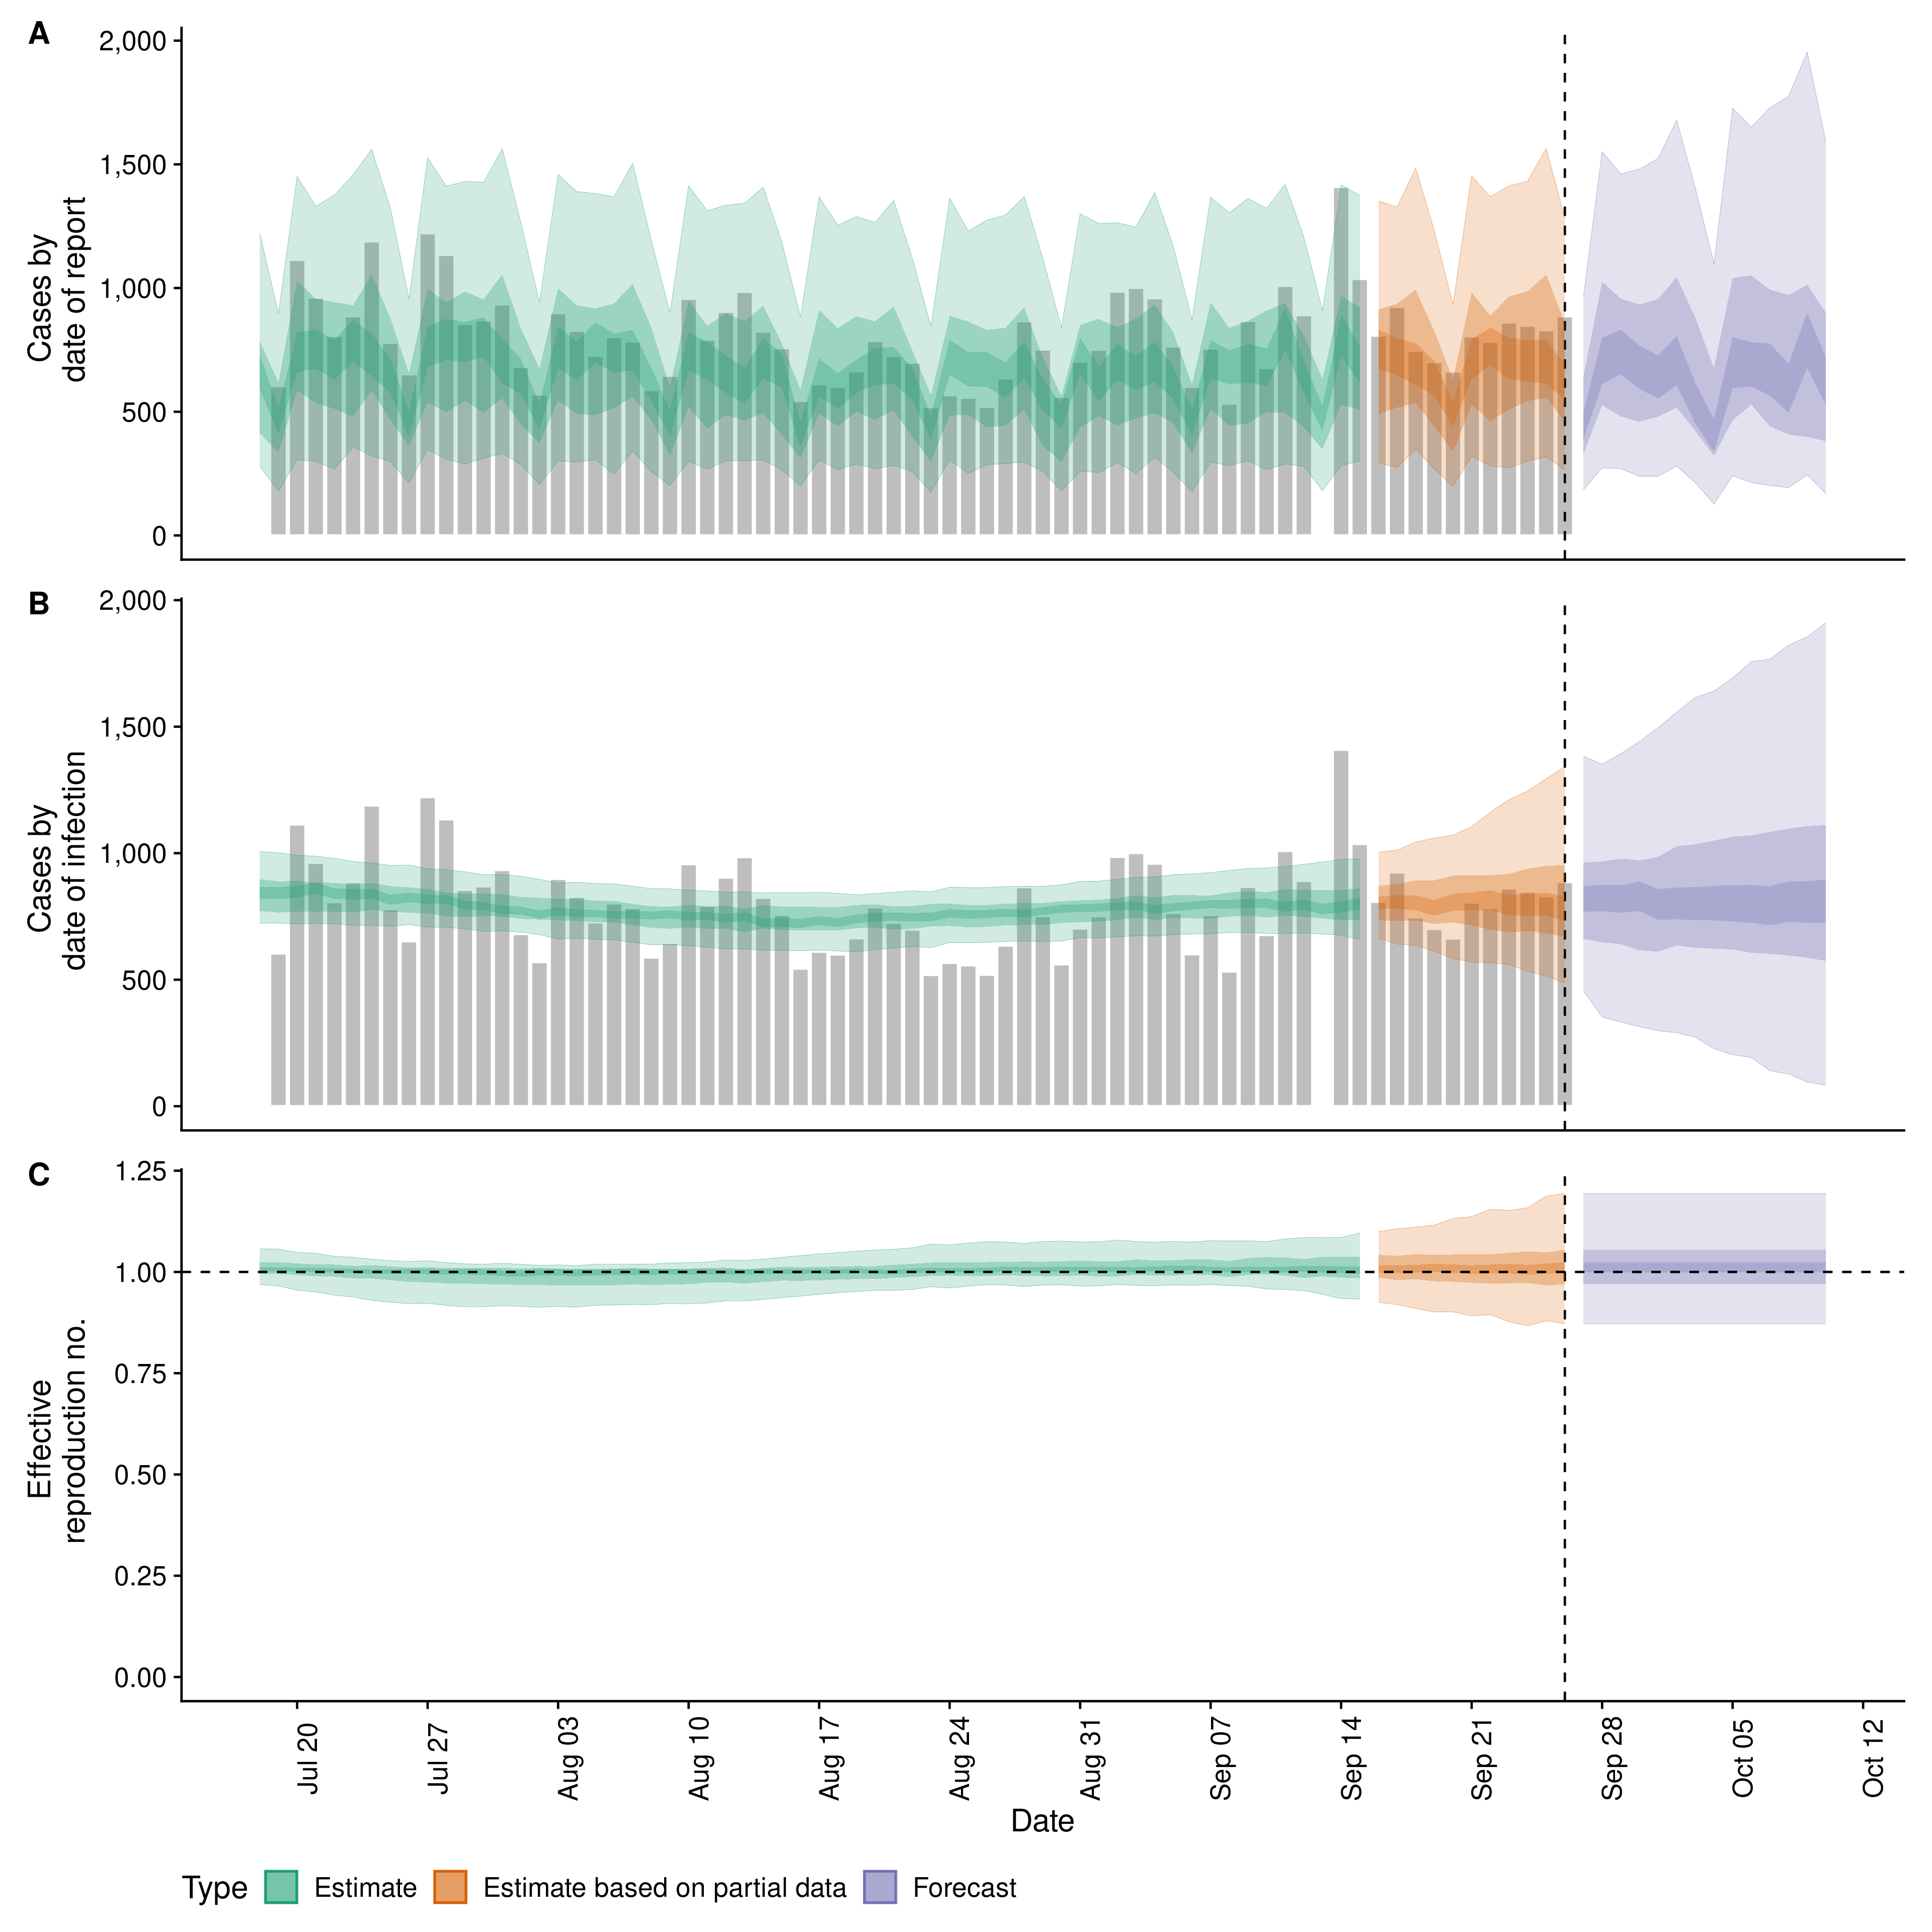 A
2,000
1,500
1,000
500
0
Cases by
date of report
B
2,000
1,500
1,000
500
0
Cases by
date of infection
C
1.25
1.00
0.75
0.50
0.25
0.00
Effective
reproduction no.
Jul 20
Jul 27
Aug 03
Aug 10
Aug 17
Aug 24
Aug 31
Sep 07
Sep 14
Sep 21
Sep 28
Oct 05
Oct 12
Date
Type Estimate Estimate based on partial data Forecast